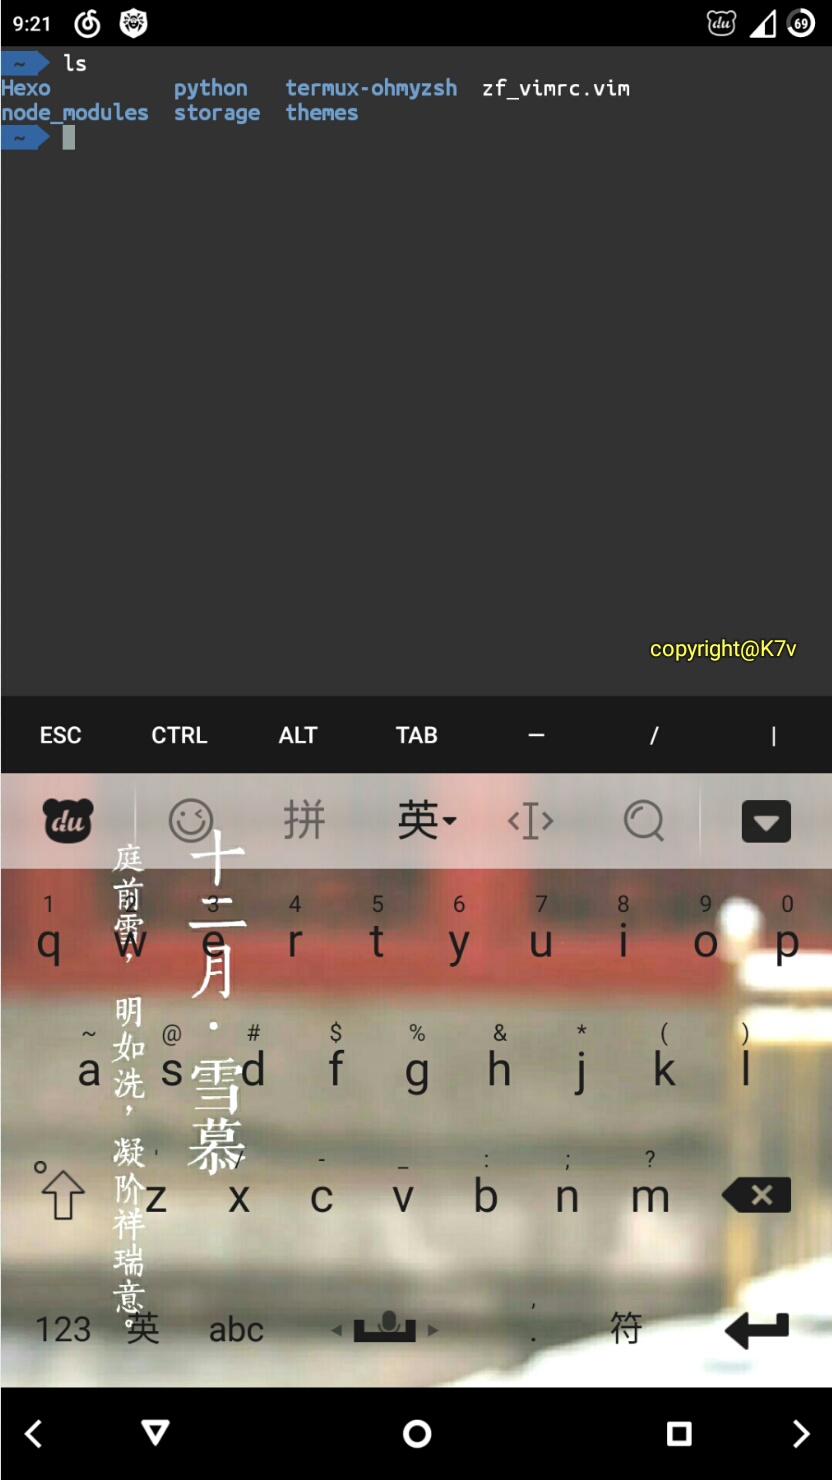 9:21 du 69
~ ls
Hexo python termux-ohmyzsh zf_vimrc.vim
node_modules storage themes
~
copyright@K7v
ESC CTRL ALT TAB — / |
du 拼 英
十二月·雪慕
庭前雪，明如洗，凝阶祥瑞意。
1 2 3 4 5 6 7 8 9 0
q w e r t y u i o p
~ @ # $ % & * ( )
a s d f g h j k l
' / - _ : ; ?
z x c v b n m
123 英 abc , . 符